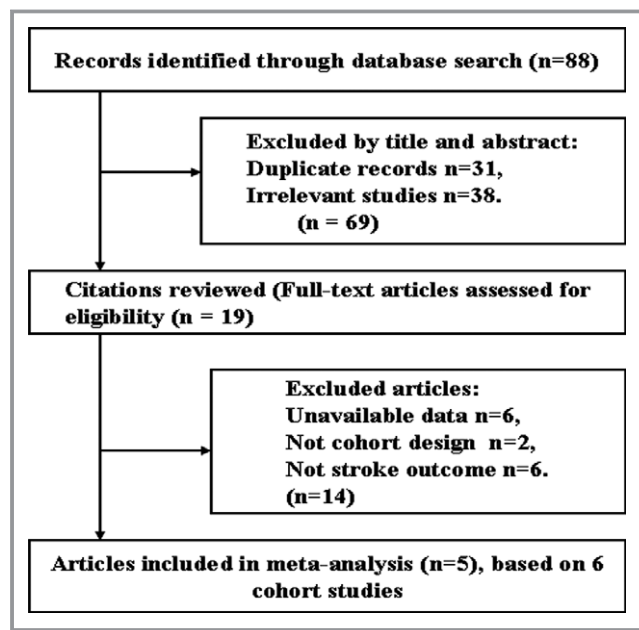 Records identified through database search (n=88)
Excluded by title and abstract:
Duplicate records n=31,
Irrelevant studies n=38.
(n = 69)
Citations reviewed (Full-text articles assessed for
eligibility (n = 19)
Excluded articles:
Unavailable data n=6,
Not cohort design n=2,
Not stroke outcome n=6.
(n=14)
Articles included in meta-analysis (n=5), based on 6
cohort studies